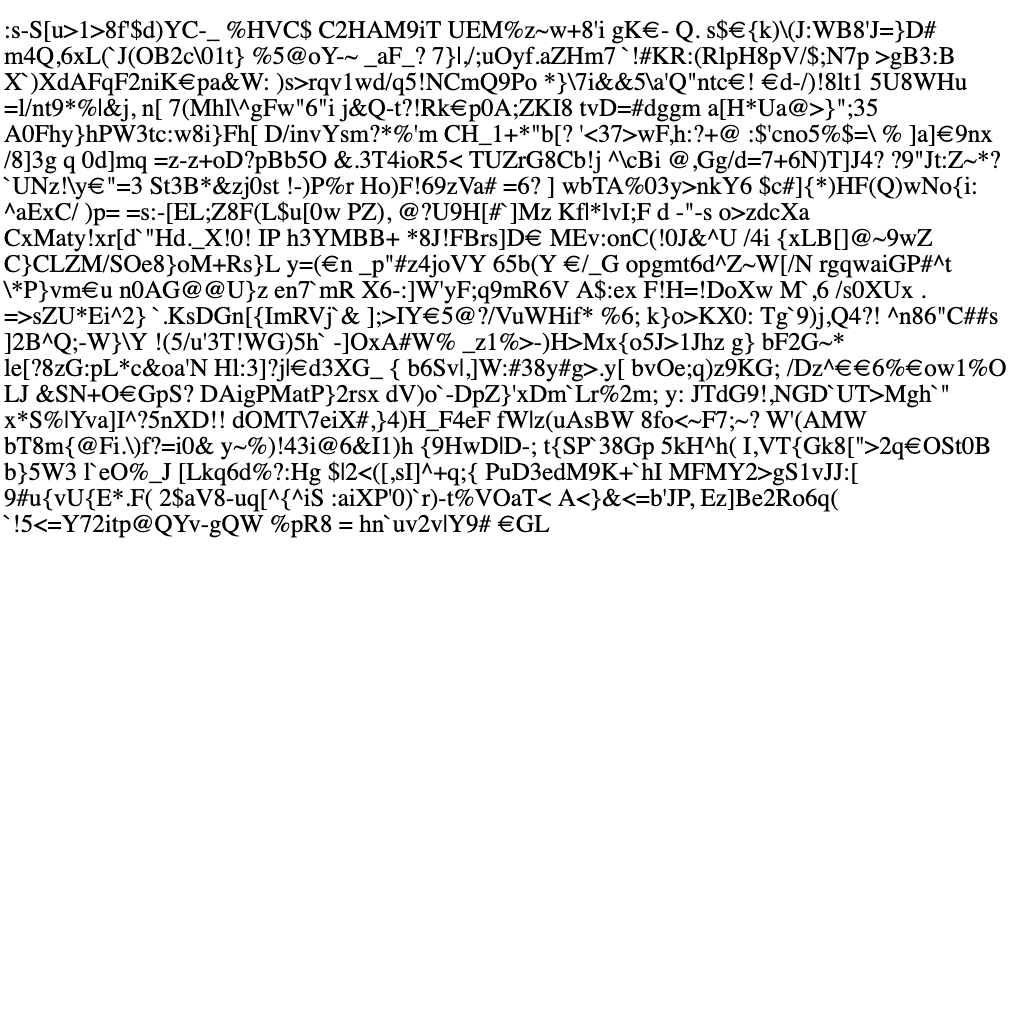 :s-S[u>1>8f'$d)YC-_ %HVC$ C2HAM9iT UEM%z~w+8'i gK€- Q. s$€{k)\(J:WB8'J=}D#
m4Q,6xL(`J(OB2c\01t} %5@oY-~ _aF_? 7}|,/;uOyf.aZHm7 `!#KR:(RlpH8pV/$;N7p >gB3:B
X`)XdAFqF2niK€pa&W: )s>rqv1wd/q5!NCmQ9Po *}\7i&&5\a'Q"ntc€! €d-/)!8lt1 5U8WHu
=l/nt9*%l&j, n[ 7(Mhl\^gFw"6"i j&Q-t?!Rk€p0A;ZKI8 tvD=#dggm a[H*Ua@>}";35
A0Fhy}hPW3tc:w8i}Fh[ D/invYsm?*%'m CH_1+*"b[? '<37>wF,h:?+@ :$'cno5%$=\ % ]a]€9nx
/8]3g q 0d]mq =z-z+oD?pBb5O &.3T4ioR5< TUZrG8Cb!j ^\cBi @,Gg/d=7+6N)T]J4? ?9"Jt:Z~*?
`UNz!\y€"=3 St3B*&zj0st !-)P%r Ho)F!69zVa# =6? ] wbTA%03y>nkY6 $c#]{*)HF(Q)wNo{i:
^aExC/ )p= =s:-[EL;Z8F(L$u[0w PZ), @?U9H[#`]Mz Kfl*lvI;F d -"-s o>zdcXa
CxMaty!xr[d`"Hd._X!0! IP h3YMBB+ *8J!FBrs]D€ MEv:onC(!0J&^U /4i {xLB[]@~9wZ
C}CLZM/SOe8}oM+Rs}L y=(€n _p"#z4joVY 65b(Y €/_G opgmt6d^Z~W[/N rgqwaiGP#^t
\*P}vm€u n0AG@@U}z en7`mR X6-:]W'yF;q9mR6V A$:ex F!H=!DoXw M`,6 /s0XUx .
=>sZU*Ei^2} `.KsDGn[{ImRVj`& ];>IY€5@?/VuWHif* %6; k}o>KX0: Tg`9)j,Q4?! ^n86"C##s
]2B^Q;-W}\Y !(5/u'3T!WG)5h` -]OxA#W% _z1%>-)H>Mx{o5J>1Jhz g} bF2G~*
le[?8zG:pL*c&oa'N Hl:3]?j|€d3XG_ { b6Sv|,]W:#38y#g>.y[ bvOe;q)z9KG; /Dz^€€6%€ow1%O
LJ &SN+O€GpS? DAigPMatP}2rsx dV)o`-DpZ}'xDm`Lr%2m; y: JTdG9!,NGD`UT>Mgh`"
x*S%|Yva]I^?5nXD!! dOMT\7eiX#,}4)H_F4eF fW|z(uAsBW 8fo<~F7;~? W'(AMW
bT8m{@Fi.\)f?=i0& y~%)!43i@6&I1)h {9HwD|D-; t{SP`38Gp 5kH^h( I,VT{Gk8[">2q€OSt0B
b}5W3 l`eO%_J [Lkq6d%?:Hg $|2<([,sI]^+q;{ PuD3edM9K+`hI MFMY2>gS1vJJ:[
9#u{vU{E*.F( 2$aV8-uq[^{^iS :aiXP'0)`r)-t%VOaT< A<}&<=b'JP, Ez]Be2Ro6q(
`!5<=Y72itp@QYv-gQW %pR8 = hn`uv2v|Y9# €GL